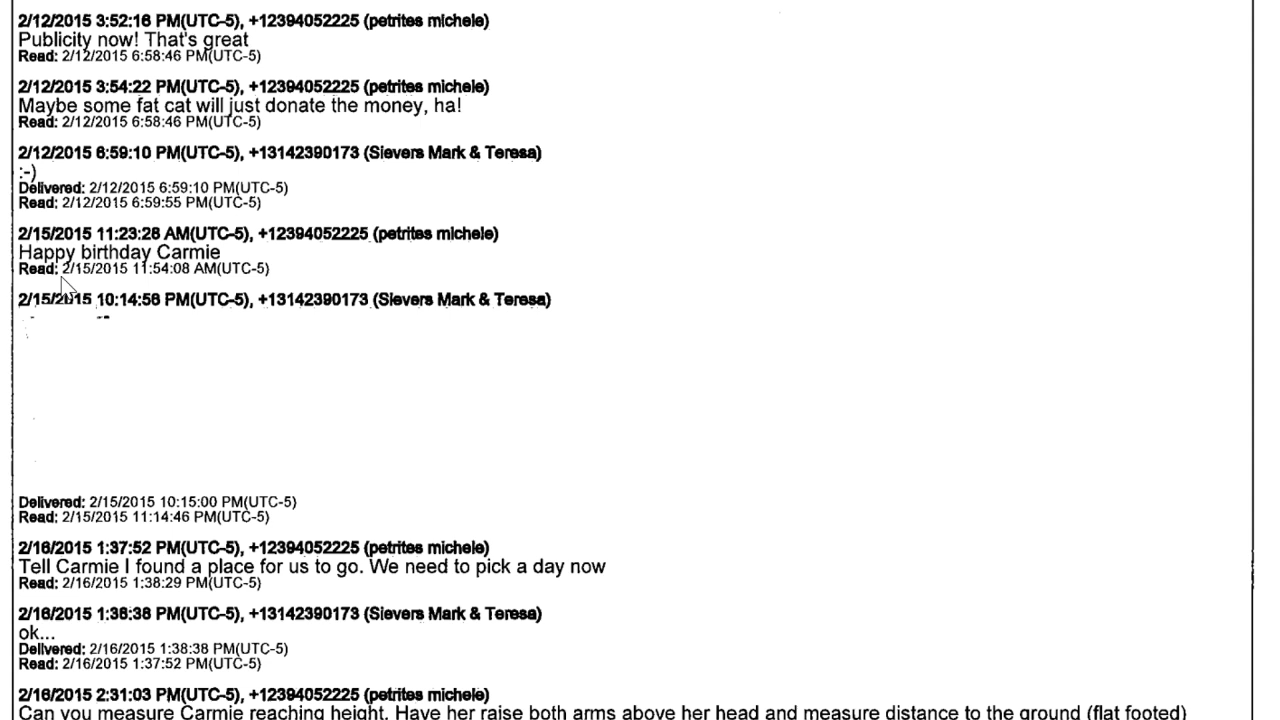 2/12/2015 3:52:16 PM(UTC-5), +12394052225 (petrites michele)
Publicity now! That's great
Read: 2/12/2015 6:58:46 PM(UTC-5)
2/12/2015 3:54:22 PM(UTC-5), +12394052225 (petrites michele)
Maybe some fat cat will just donate the money, ha!
Read: 2/12/2015 6:58:46 PM(UTC-5)
2/12/2015 6:59:10 PM(UTC-5), +13142390173 (Sievers Mark & Teresa)
:-)
Delivered: 2/12/2015 6:59:10 PM(UTC-5)
Read: 2/12/2015 6:59:55 PM(UTC-5)
2/15/2015 11:23:26 AM(UTC-5), +12394052225 (petrites michele)
Happy birthday Carmie
Read: 2/15/2015 11:54:08 AM(UTC-5)
2/15/2015 10:14:56 PM(UTC-5), +13142390173 (Sievers Mark & Teresa)
Delivered: 2/15/2015 10:15:00 PM(UTC-5)
Read: 2/15/2015 11:14:46 PM(UTC-5)
2/16/2015 1:37:52 PM(UTC-5), +12394052225 (petrites michele)
Tell Carmie I found a place for us to go. We need to pick a day now
Read: 2/16/2015 1:38:29 PM(UTC-5)
2/16/2015 1:38:38 PM(UTC-5), +13142390173 (Sievers Mark & Teresa)
ok...
Delivered: 2/16/2015 1:38:38 PM(UTC-5)
Read: 2/16/2015 1:37:52 PM(UTC-5)
2/16/2015 2:31:03 PM(UTC-5), +12394052225 (petrites michele)
Can you measure Carmie reaching height. Have her raise both arms above her head and measure distance to the ground (flat footed)